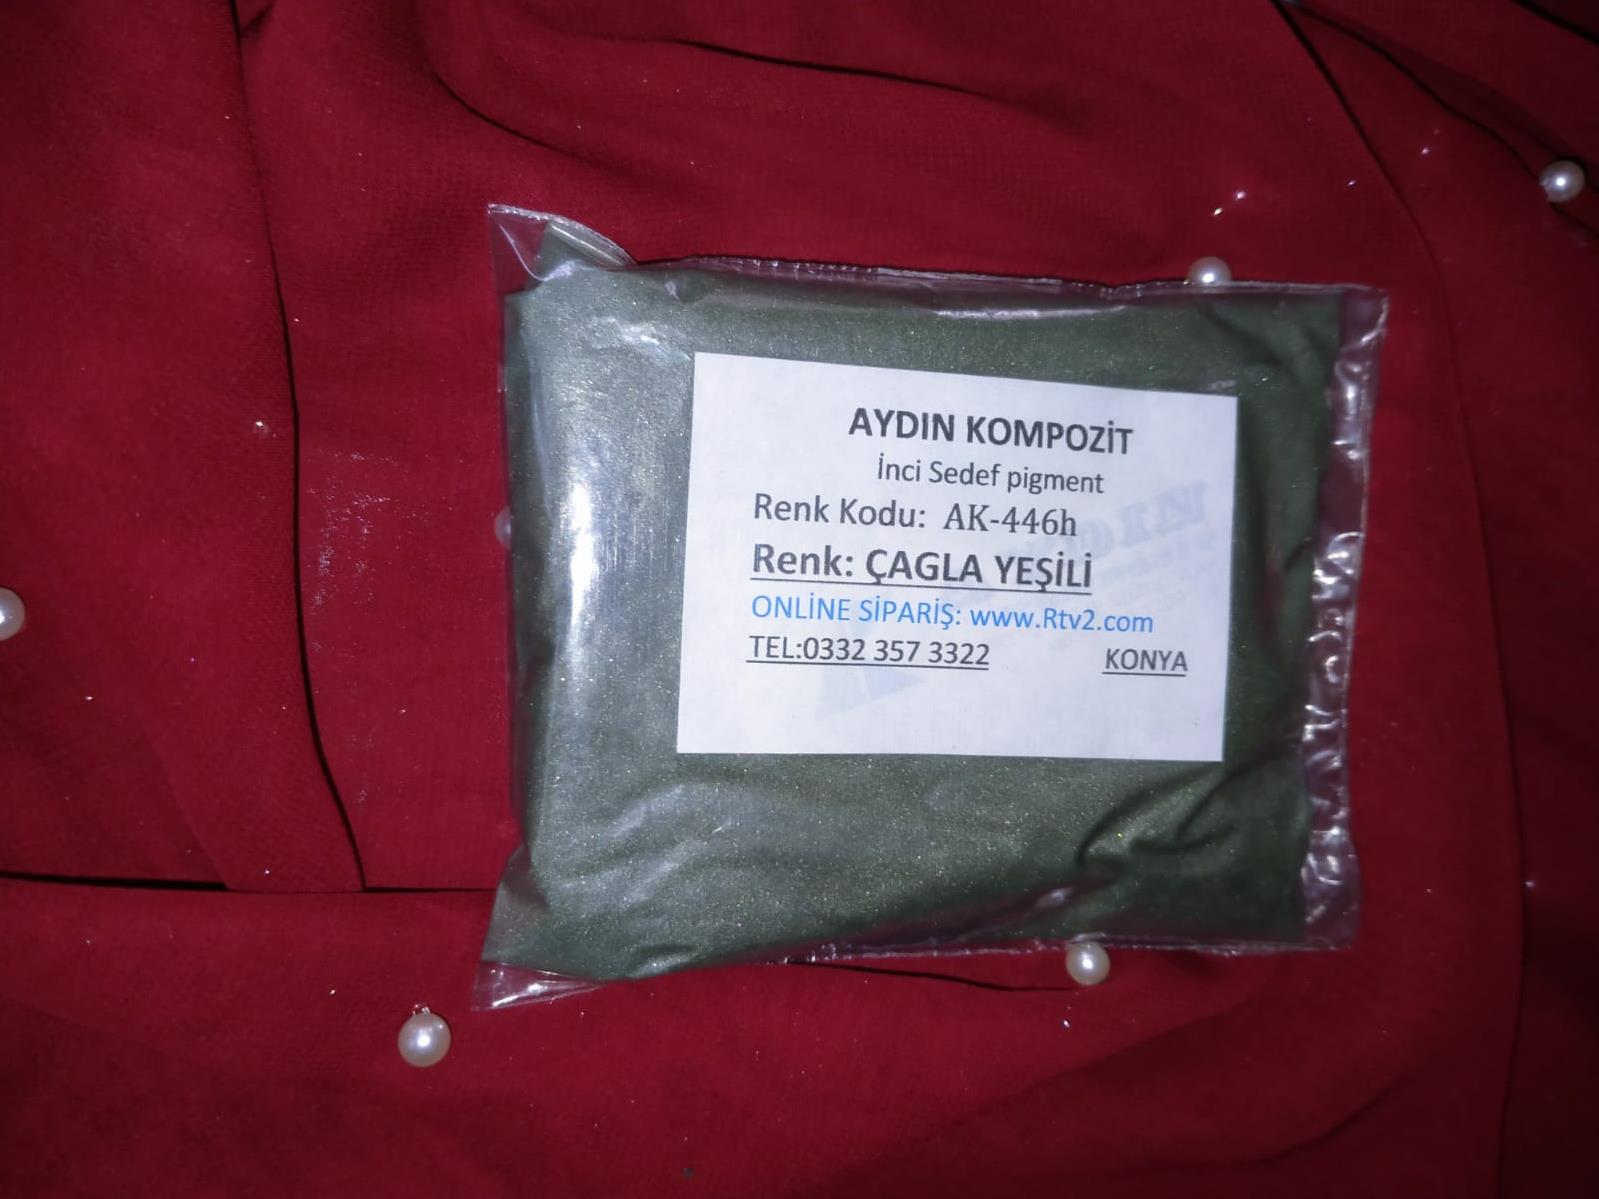 AYDIN KOMPOZİT
İnci Sedef pigment
Renk Kodu: AK-446h
Renk: ÇAGLA YEŞİLİ
ONLİNE SİPARİŞ: www.Rtv2.com
TEL:0332 357 3322 KONYA